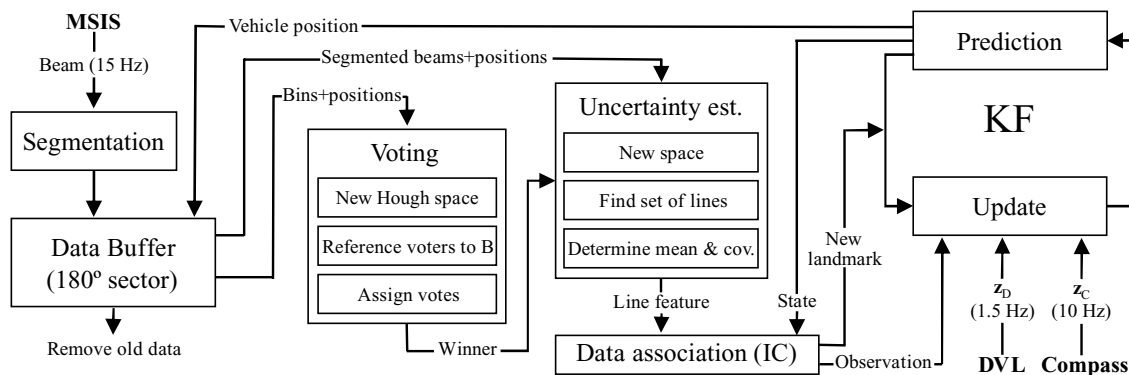 MSIS
Beam (15 Hz)
Segmentation
Data Buffer
(180º sector)
Remove old data
Vehicle position
Segmented beams+positions
Bins+positions
Voting
New Hough space
Reference voters to B
Assign votes
Winner
Uncertainty est.
New space
Find set of lines
Determine mean & cov.
Line feature
State
Data association (IC)
New
landmark
Observation
Prediction
KF
Update
z_D
(1.5 Hz)
DVL
z_C
(10 Hz)
Compass